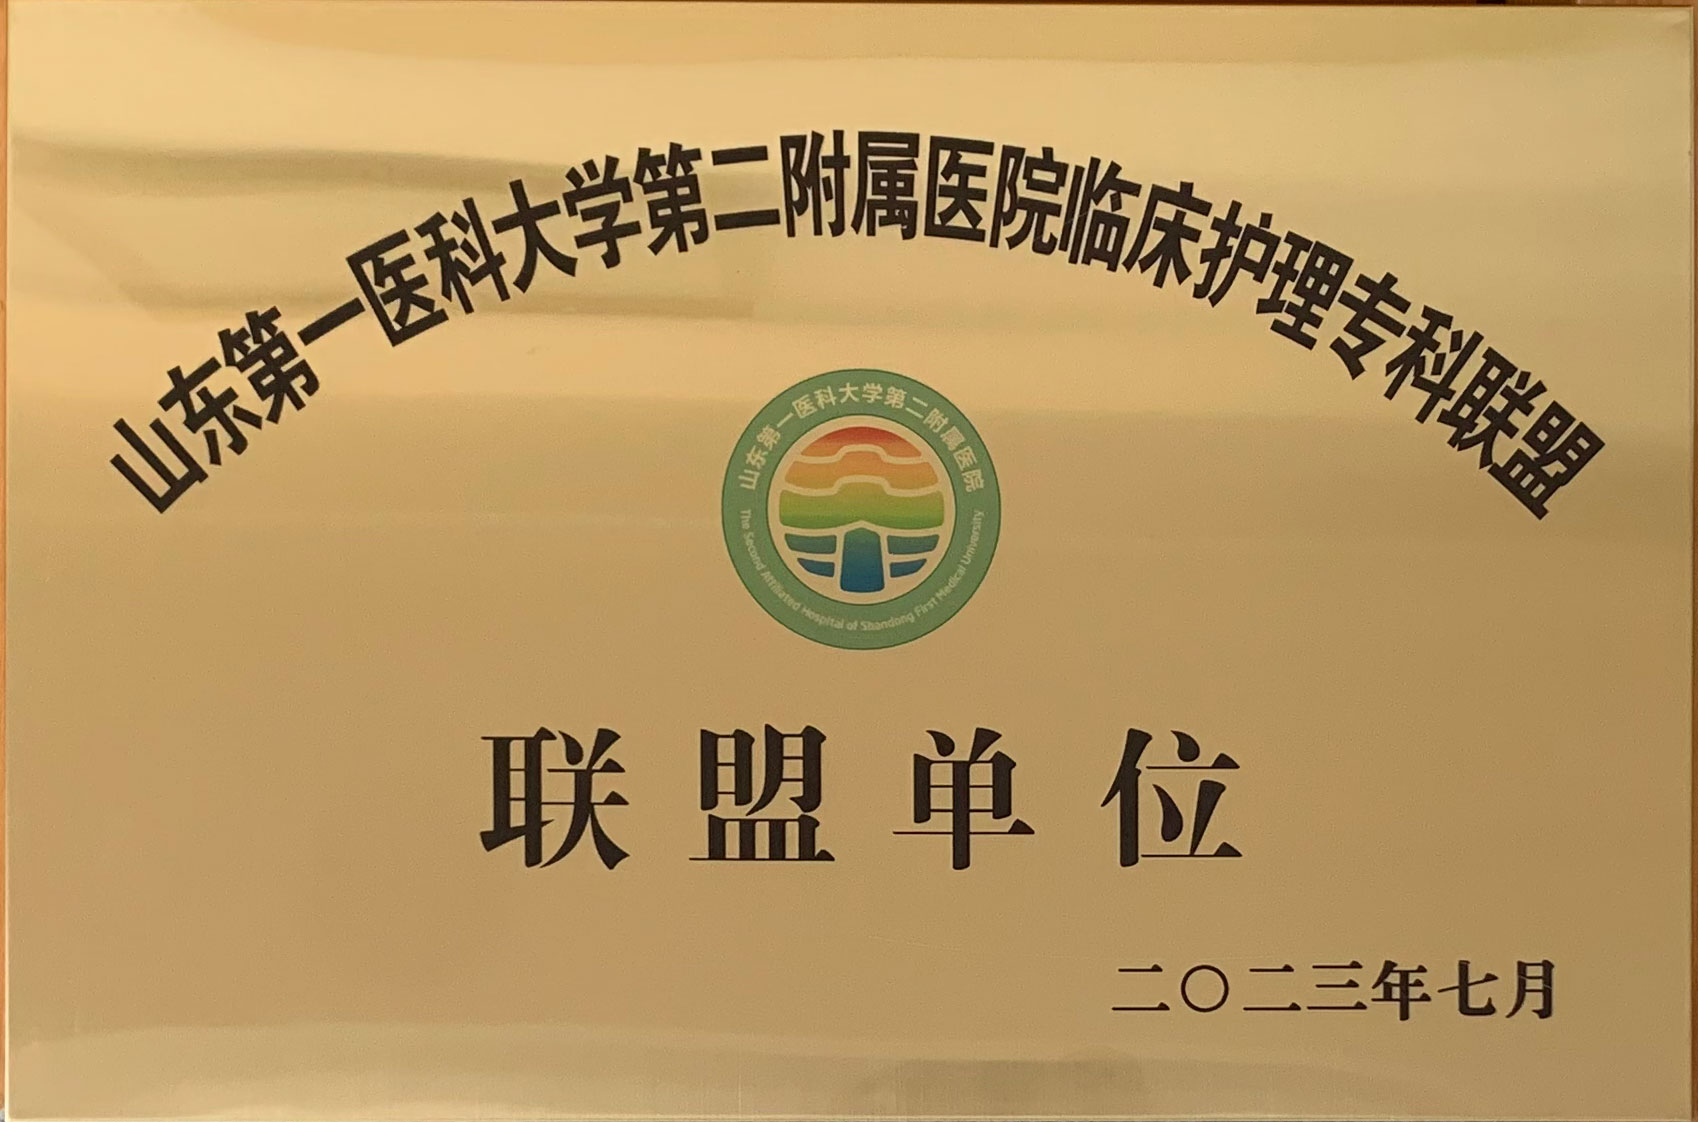 山东第一医科大学第二附属医院临床护理专科联盟
山东第一医科大学第二附属医院
The Second Affiliated Hospital of Shandong First Medical University
联盟单位
二〇二三年七月